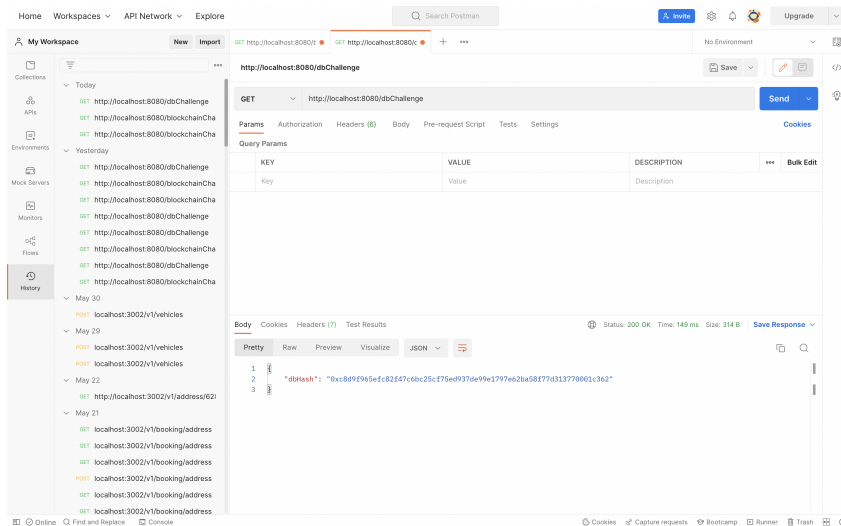 Home Workspaces API Network Explore Search Postman Invite Upgrade
My Workspace New Import
GET http://localhost:8080/c GET http://localhost:8080/c No Environment
Collections
APIs
Environments
Mock Servers
Monitors
Flows
History
Today
GET http://localhost:8080/dbChallenge
GET http://localhost:8080/blockchainCha
GET http://localhost:8080/blockchainCha
Yesterday
GET http://localhost:8080/dbChallenge
GET http://localhost:8080/blockchainCha
GET http://localhost:8080/blockchainCha
GET http://localhost:8080/dbChallenge
GET http://localhost:8080/dbChallenge
GET http://localhost:8080/blockchainCha
GET http://localhost:8080/dbChallenge
GET http://localhost:8080/blockchainCha
May 30
POST localhost:3002/v1/vehicles
May 29
POST localhost:3002/v1/vehicles
POST localhost:3002/v1/vehicles
May 22
GET http://localhost:3002/v1/address/62
May 21
GET localhost:3002/v1/booking/address
GET localhost:3002/v1/booking/address
GET localhost:3002/v1/booking/address
POST localhost:3002/v1/booking/address
GET localhost:3002/v1/booking/address
GET localhost:3002/v1/booking/address
http://localhost:8080/dbChallenge Save
GET http://localhost:8080/dbChallenge Send
Params Authorization Headers (6) Body Pre-request Script Tests Settings Cookies
Query Params
KEY VALUE DESCRIPTION Bulk Edit
Key Value Description
Body Cookies Headers (7) Test Results Status: 200 OK Time: 149 ms Size: 314 B Save Response
Pretty Raw Preview Visualize JSON
1 {
2 "dbHash": "0xc8d9f965efc82f47c6bc25cf75ed937de99e1797e62ba58f77d313770001c362"
3 }
Online Find and Replace Console Cookies Capture requests Bootcamp Runner Trash